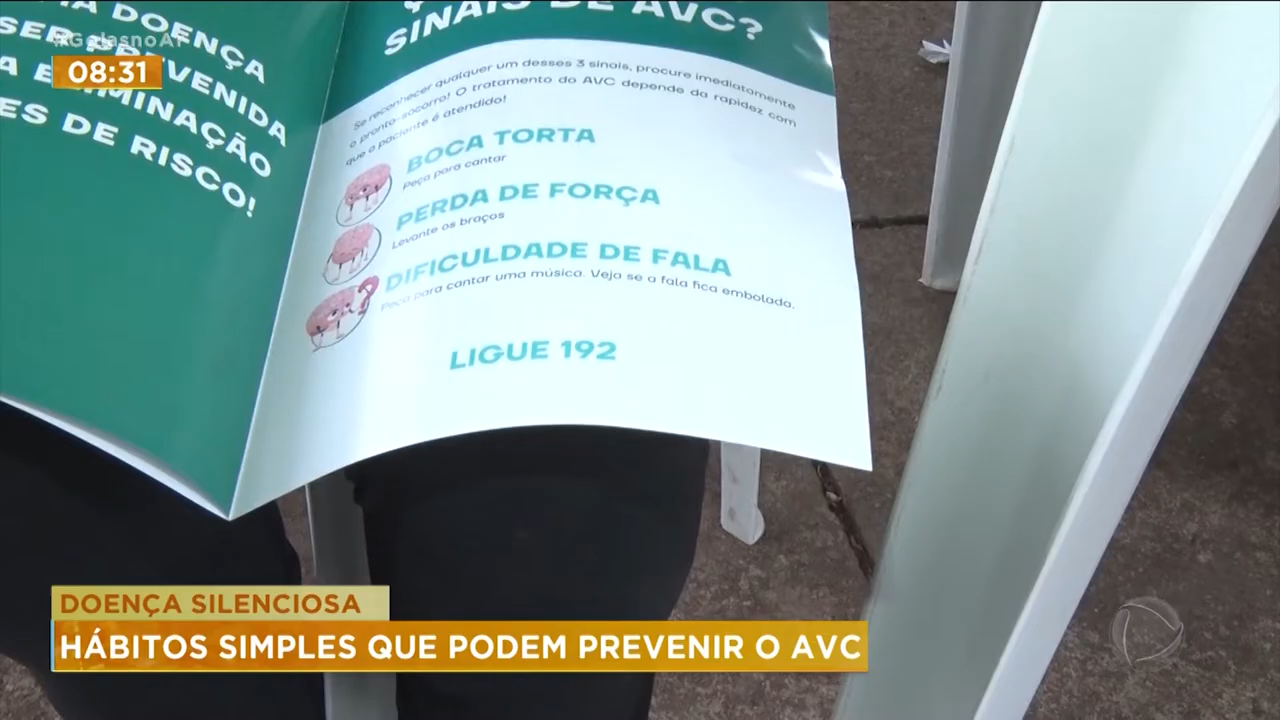 #GoiásnoAr
08:31
DOENÇA
SER PREVENIDA
A ELIMINAÇÃO
ES DE RISCO!
SINAIS DE AVC?
Se reconhecer qualquer um desses 3 sinais, procure imediatamente
o pronto-socorro! O tratamento do AVC depende da rapidez com
que o paciente é atendido!
BOCA TORTA
Peça para cantar
PERDA DE FORÇA
Levante os braços
DIFICULDADE DE FALA
Peça para cantar uma música. Veja se a fala fica embolada.
LIGUE 192
DOENÇA SILENCIOSA
HÁBITOS SIMPLES QUE PODEM PREVENIR O AVC